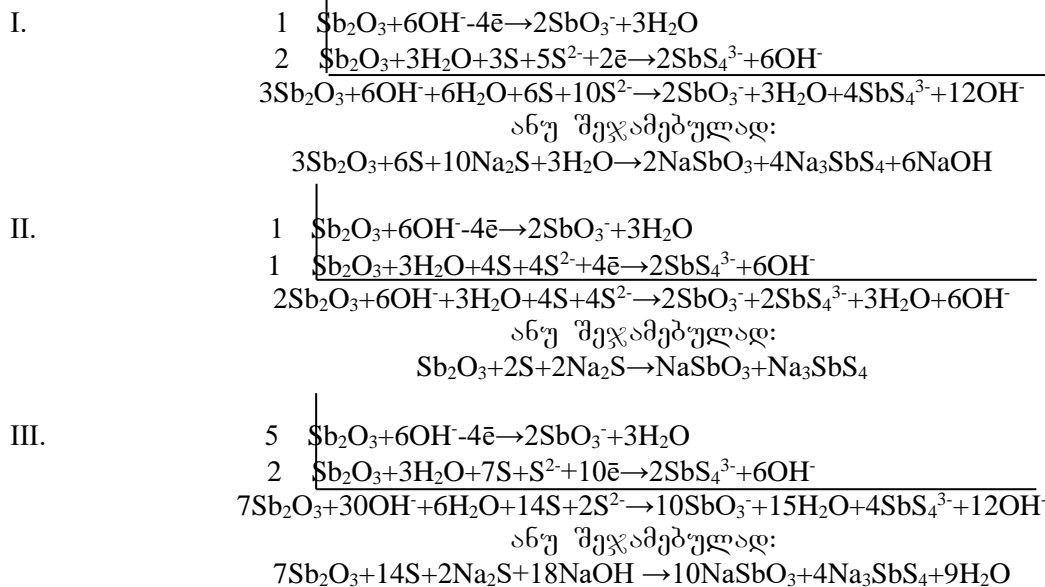 I. 1 Sb₂O₃+6OH⁻-4ē→2SbO₃⁻+3H₂O
2 Sb₂O₃+3H₂O+3S+5S²⁻+2ē→2SbS₄³⁻+6OH⁻
3Sb₂O₃+6OH⁻+6H₂O+6S+10S²⁻→2SbO₃⁻+3H₂O+4SbS₄³⁻+12OH⁻
ანუ შეჯამებულად:
3Sb₂O₃+6S+10Na₂S+3H₂O→2NaSbO₃+4Na₃SbS₄+6NaOH
II. 1 Sb₂O₃+6OH⁻-4ē→2SbO₃⁻+3H₂O
1 Sb₂O₃+3H₂O+4S+4S²⁻+4ē→2SbS₄³⁻+6OH⁻
2Sb₂O₃+6OH⁻+3H₂O+4S+4S²⁻→2SbO₃⁻+2SbS₄³⁻+3H₂O+6OH⁻
ანუ შეჯამებულად:
Sb₂O₃+2S+2Na₂S→NaSbO₃+Na₃SbS₄
III. 5 Sb₂O₃+6OH⁻-4ē→2SbO₃⁻+3H₂O
2 Sb₂O₃+3H₂O+7S+S²⁻+10ē→2SbS₄³⁻+6OH⁻
7Sb₂O₃+30OH⁻+6H₂O+14S+2S²⁻→10SbO₃⁻+15H₂O+4SbS₄³⁻+12OH⁻
ანუ შეჯამებულად:
7Sb₂O₃+14S+2Na₂S+18NaOH →10NaSbO₃+4Na₃SbS₄+9H₂O